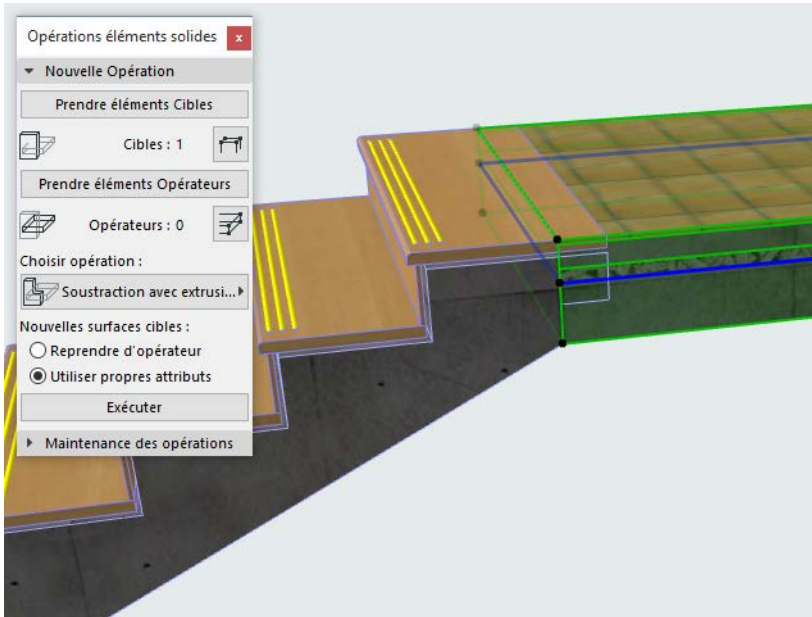 Opérations éléments solides
x
Nouvelle Opération
Prendre éléments Cibles
Cibles : 1
Prendre éléments Opérateurs
Opérateurs : 0
Choisir opération :
Soustraction avec extrusi...
Nouvelles surfaces cibles :
Reprendre d'opérateur
Utiliser propres attributs
Exécuter
Maintenance des opérations